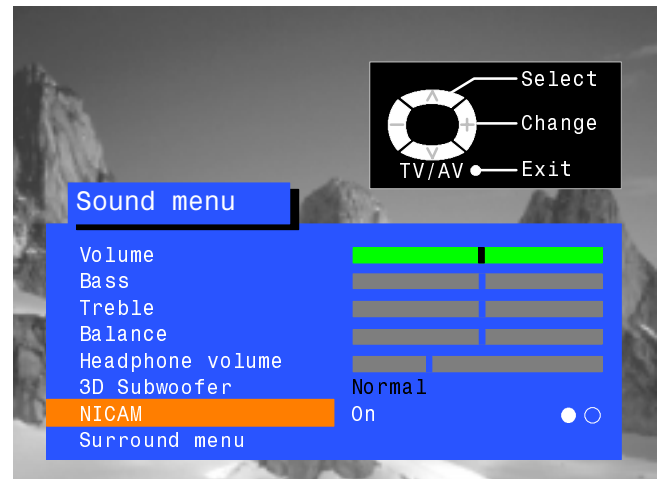 Select
Change
TV/AV Exit
Sound menu
Volume
Bass
Treble
Balance
Headphone volume
3D Subwoofer Normal
NICAM On
Surround menu